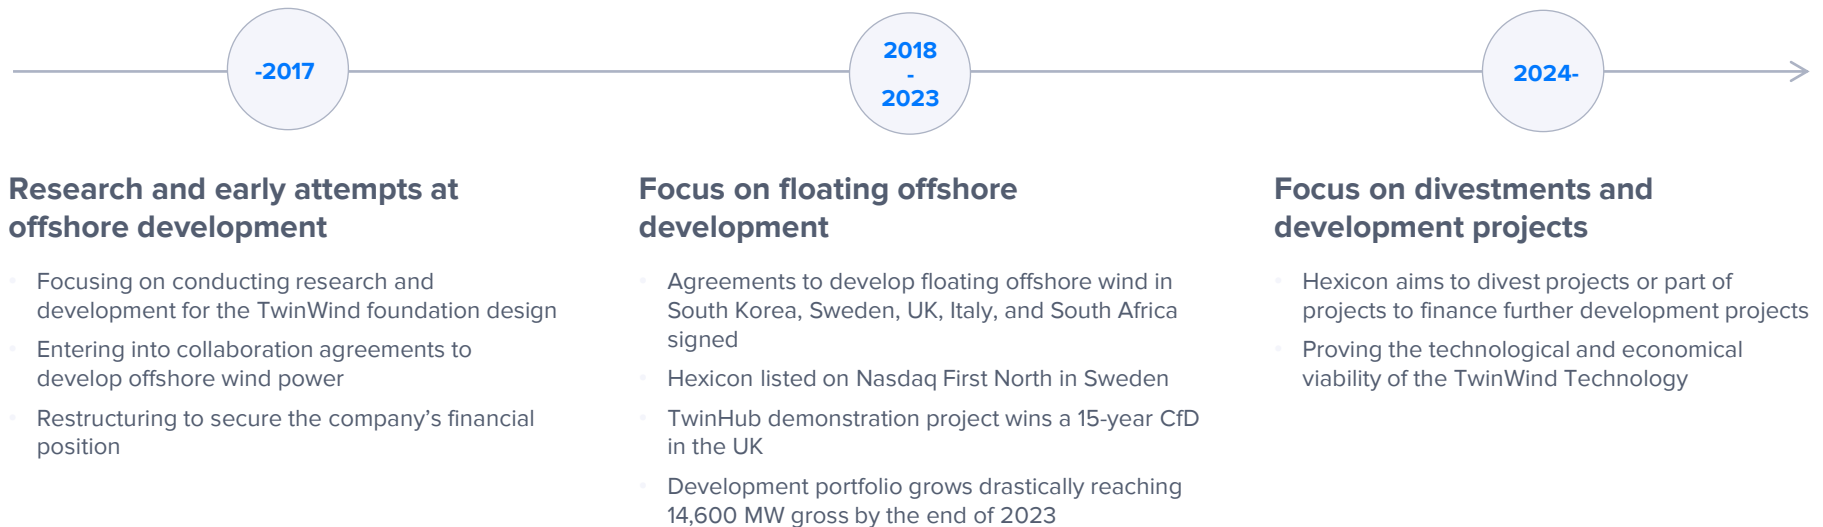 -2017
2018
-
2023
2024-
Research and early attempts at
offshore development
Focusing on conducting research and
development for the TwinWind foundation design
Entering into collaboration agreements to
develop offshore wind power
Restructuring to secure the company’s financial
position
Focus on floating offshore
development
Agreements to develop floating offshore wind in
South Korea, Sweden, UK, Italy, and South Africa
signed
Hexicon listed on Nasdaq First North in Sweden
TwinHub demonstration project wins a 15-year CfD
in the UK
Development portfolio grows drastically reaching
14,600 MW gross by the end of 2023
Focus on divestments and
development projects
Hexicon aims to divest projects or part of
projects to finance further development projects
Proving the technological and economical
viability of the TwinWind Technology